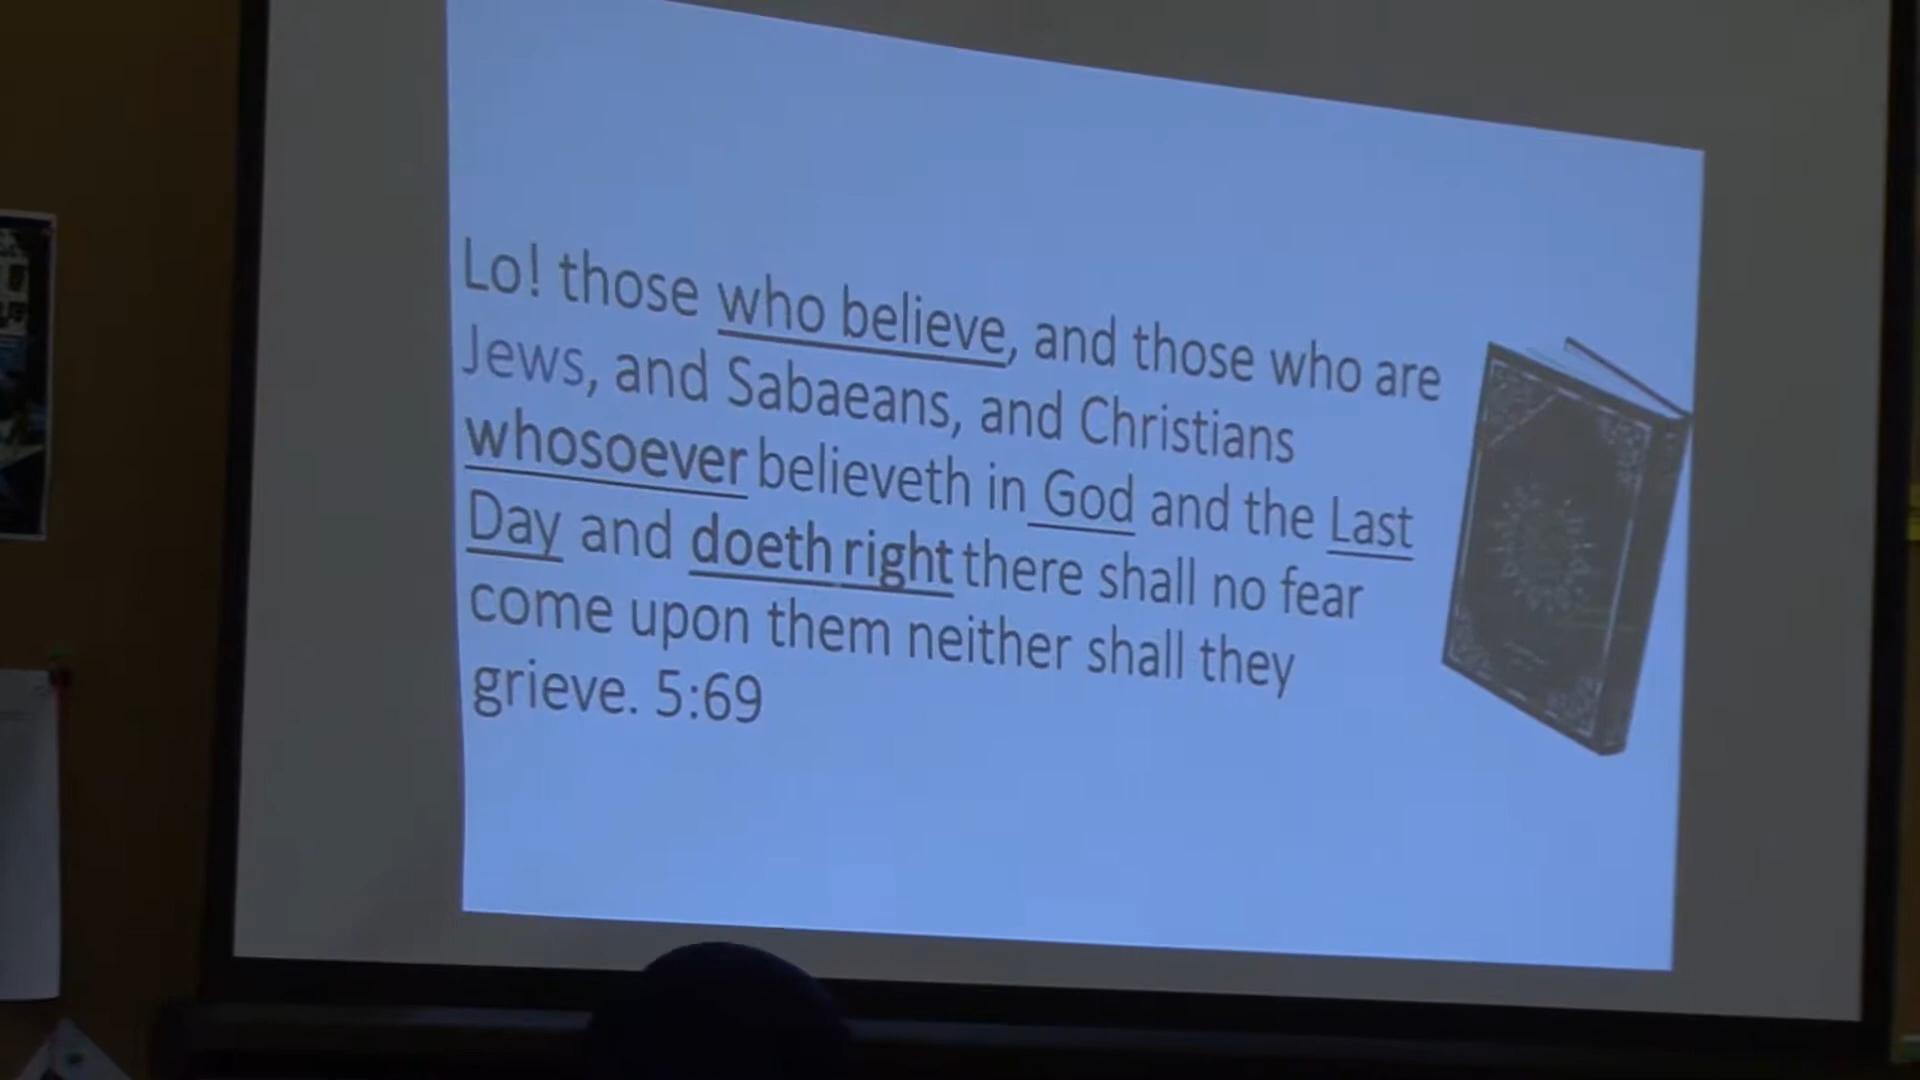 Lo! those who believe, and those who are
Jews, and Sabaeans, and Christians
whosoever believeth in God and the Last
Day and doeth right there shall no fear
come upon them neither shall they
grieve. 5:69